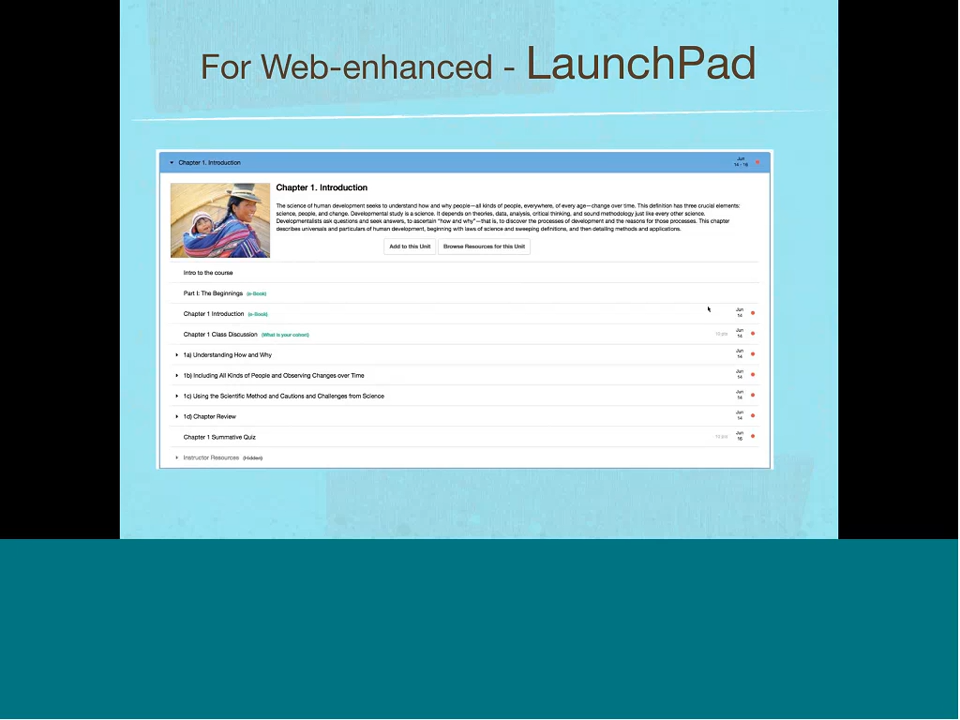 For Web-enhanced - LaunchPad
Chapter 1. Introduction
Jun
14 - 16
Chapter 1. Introduction
The science of human development seeks to understand how and why people—all kinds of people, everywhere, of every age—change over time. This definition has three crucial elements:
science, people, and change. Developmental study is a science. It depends on theories, data, analysis, critical thinking, and sound methodology just like every other science.
Developmentalists ask questions and seek answers, to ascertain "how and why"—that is, to discover the processes of development and the reasons for those processes. This chapter
describes universals and particulars of human development, beginning with laws of science and sweeping definitions, and then detailing methods and applications.
Add to this Unit Browse Resources for this Unit
Intro to the course
Part I: The Beginnings (e-Book)
Chapter 1 Introduction (e-Book) Jun 14
Chapter 1 Class Discussion (What is your cohort) 10 pts Jun 14
1a) Understanding How and Why Jun 14
1b) Including All Kinds of People and Observing Changes over Time Jun 14
1c) Using the Scientific Method and Cautions and Challenges from Science Jun 14
1d) Chapter Review Jun 14
Chapter 1 Summative Quiz 10 pts Jun 16
Instructor Resources (Hidden)